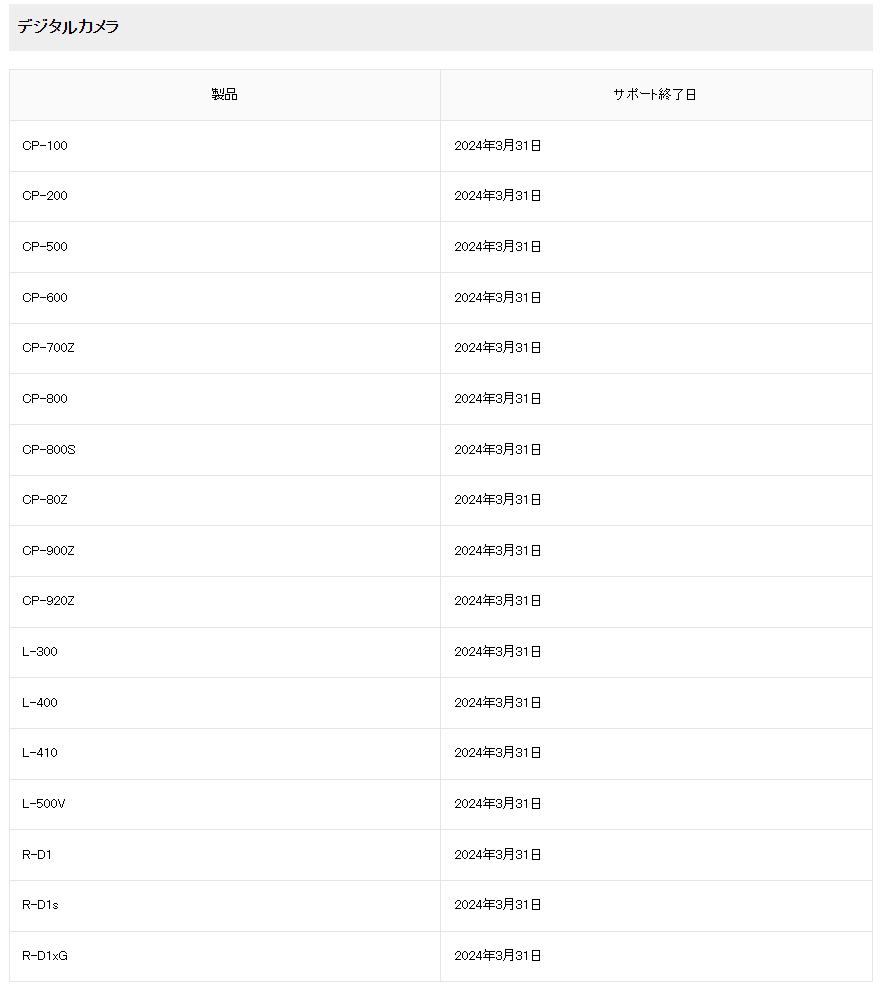 デジタルカメラ
製品 サポート終了日
CP-100 2024年3月31日
CP-200 2024年3月31日
CP-500 2024年3月31日
CP-600 2024年3月31日
CP-700Z 2024年3月31日
CP-800 2024年3月31日
CP-800S 2024年3月31日
CP-80Z 2024年3月31日
CP-900Z 2024年3月31日
CP-920Z 2024年3月31日
L-300 2024年3月31日
L-400 2024年3月31日
L-410 2024年3月31日
L-500V 2024年3月31日
R-D1 2024年3月31日
R-D1s 2024年3月31日
R-D1xG 2024年3月31日